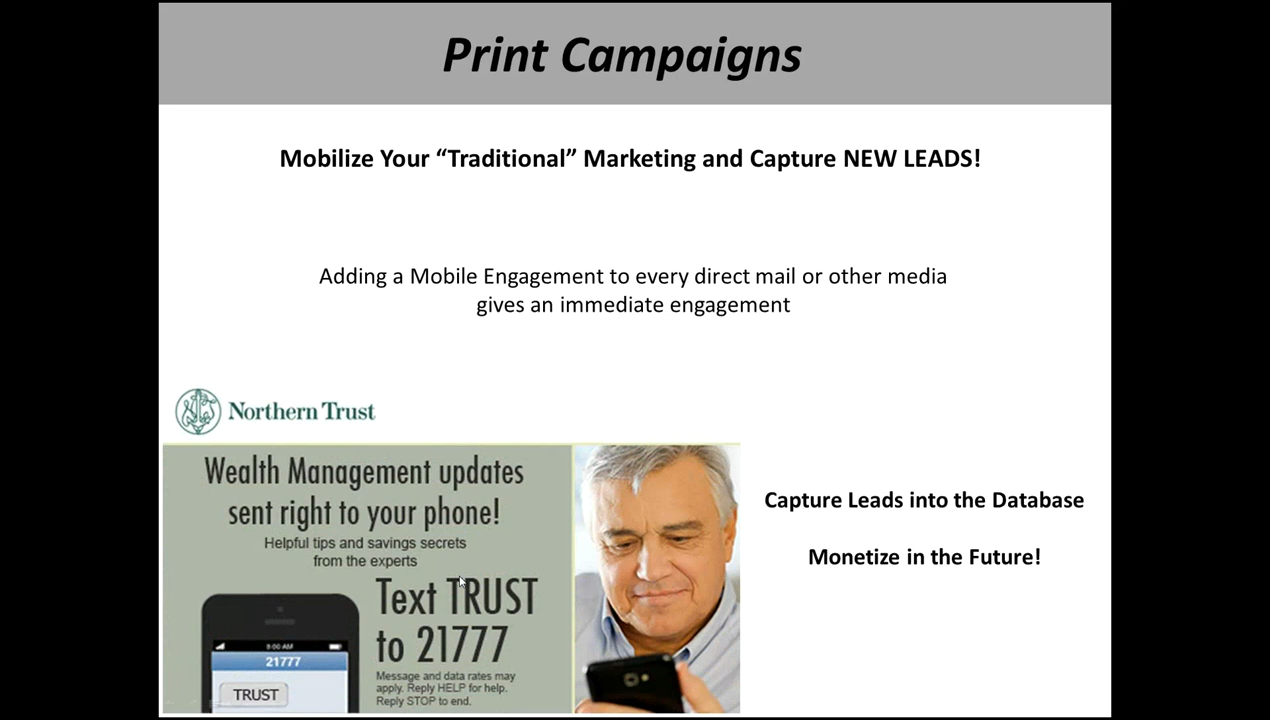 Print Campaigns
Mobilize Your “Traditional” Marketing and Capture NEW LEADS!
Adding a Mobile Engagement to every direct mail or other media
gives an immediate engagement
Northern Trust
Wealth Management updates
sent right to your phone!
Helpful tips and savings secrets
from the experts
Text TRUST
to 21777
Message and data rates may
apply. Reply HELP for help.
Reply STOP to end.
9:00 AM
21777
TRUST
Capture Leads into the Database
Monetize in the Future!